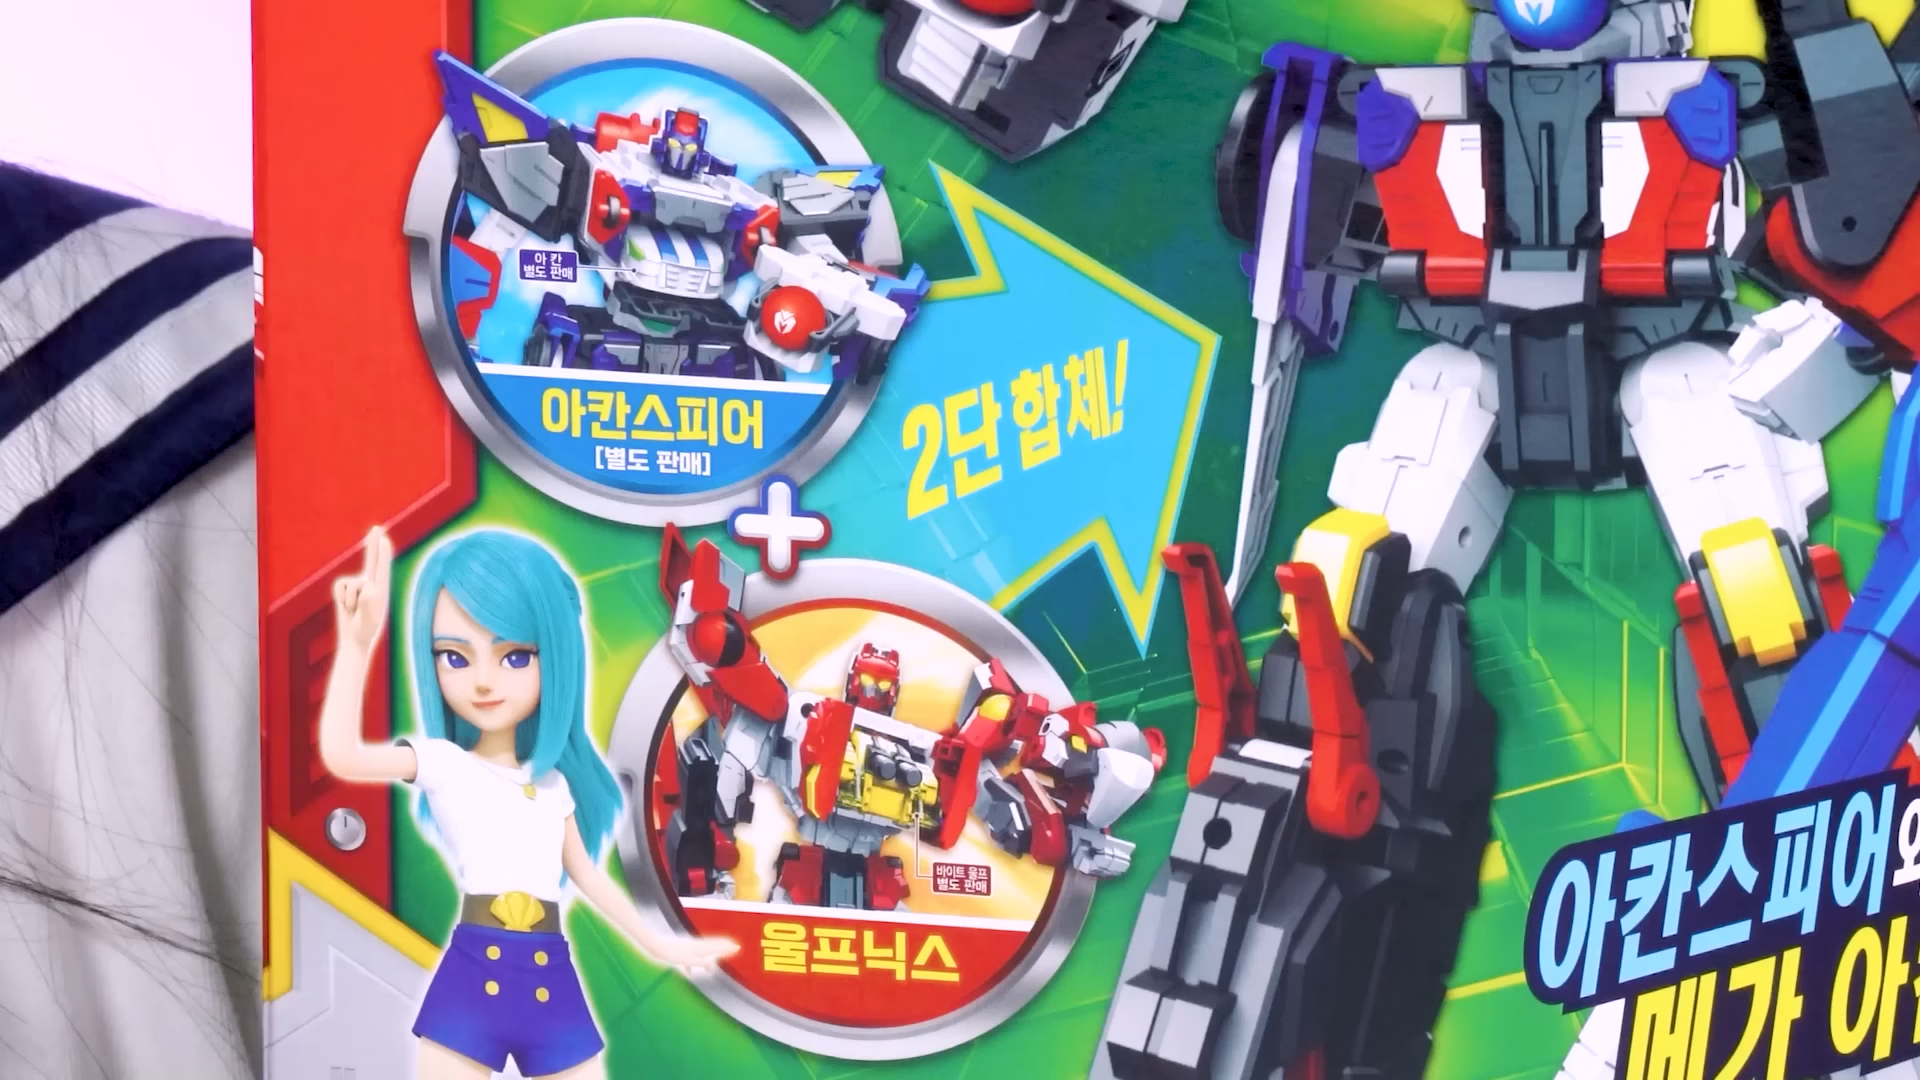 아칸
별도 판매
아칸스피어
[별도 판매]
2단 합체!
바이트 울프
별도 판매
울프닉스
아칸스피어와
메가 아